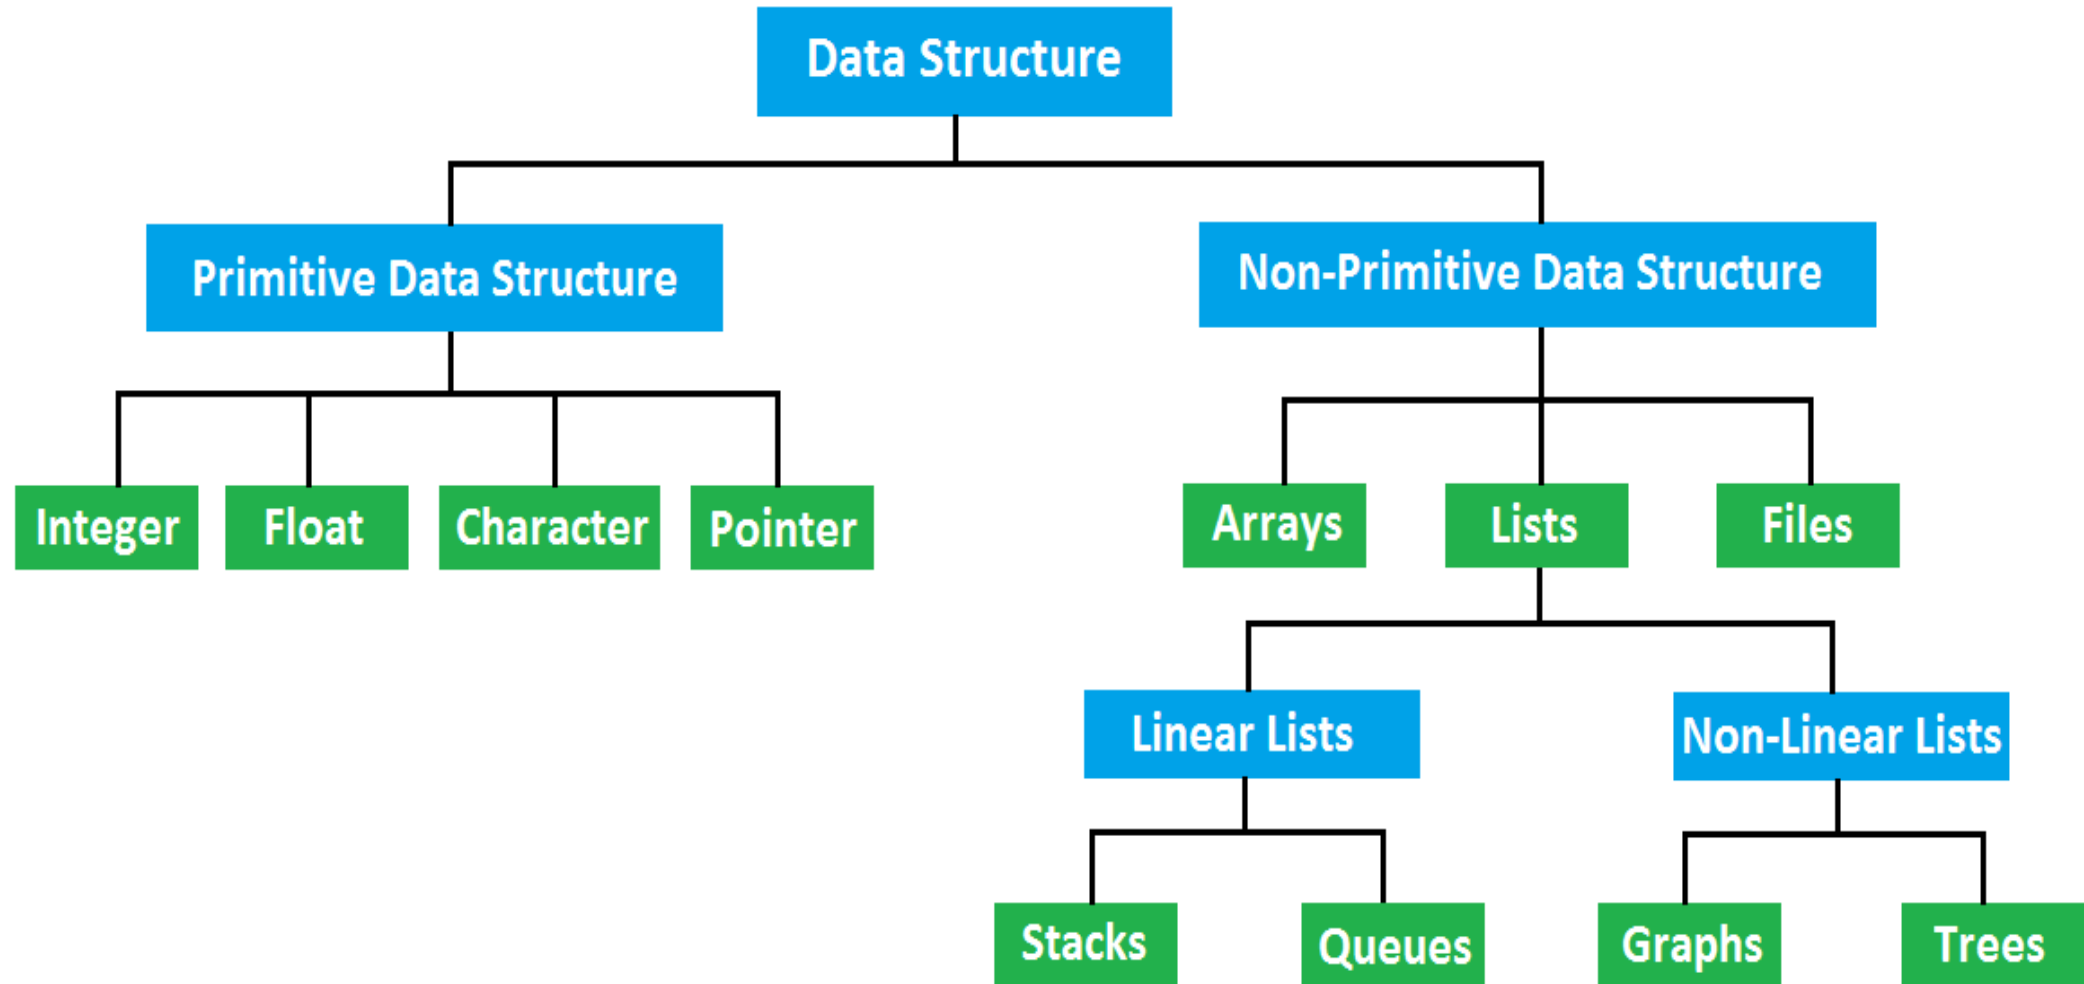 Data Structure
Primitive Data Structure
Non-Primitive Data Structure
Integer
Float
Character
Pointer
Arrays
Lists
Files
Linear Lists
Non-Linear Lists
Stacks
Queues
Graphs
Trees